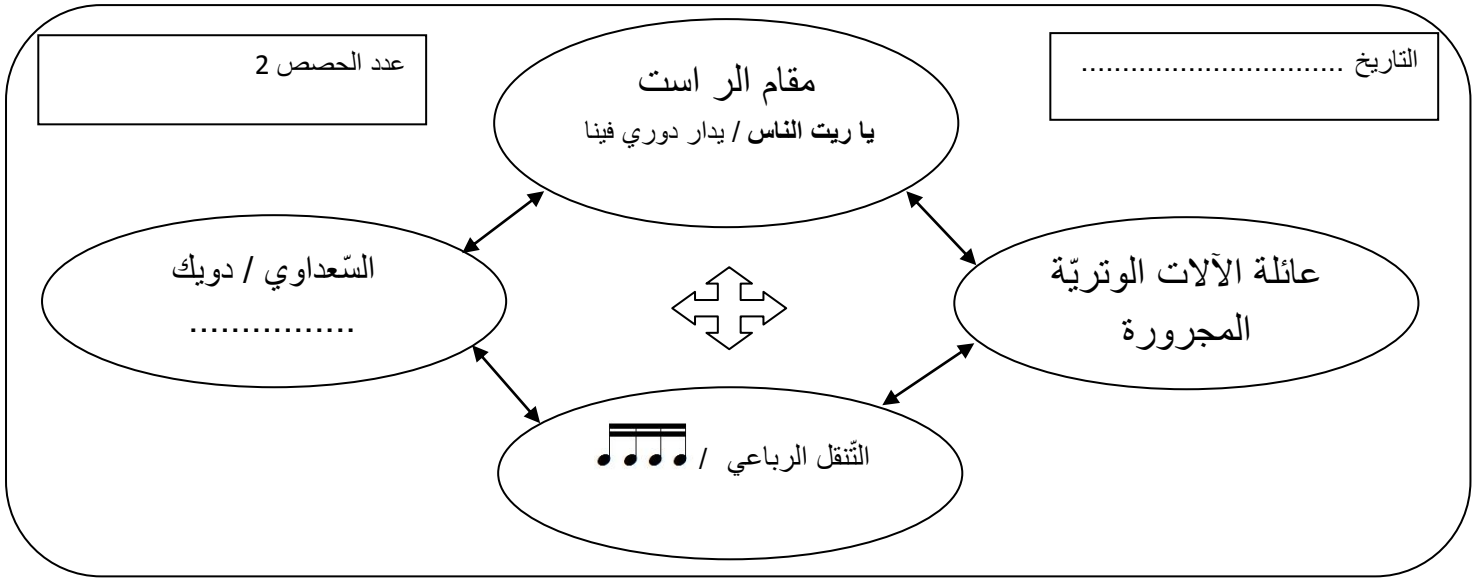 التاريخ ................................
عدد الحصص 2
مقام الر است
يا ريت الناس / يدار دوري فينا
عائلة الآلات الوتريّة
المجرورة
السّعداوي / دويك
................
التّنقل الرباعي /